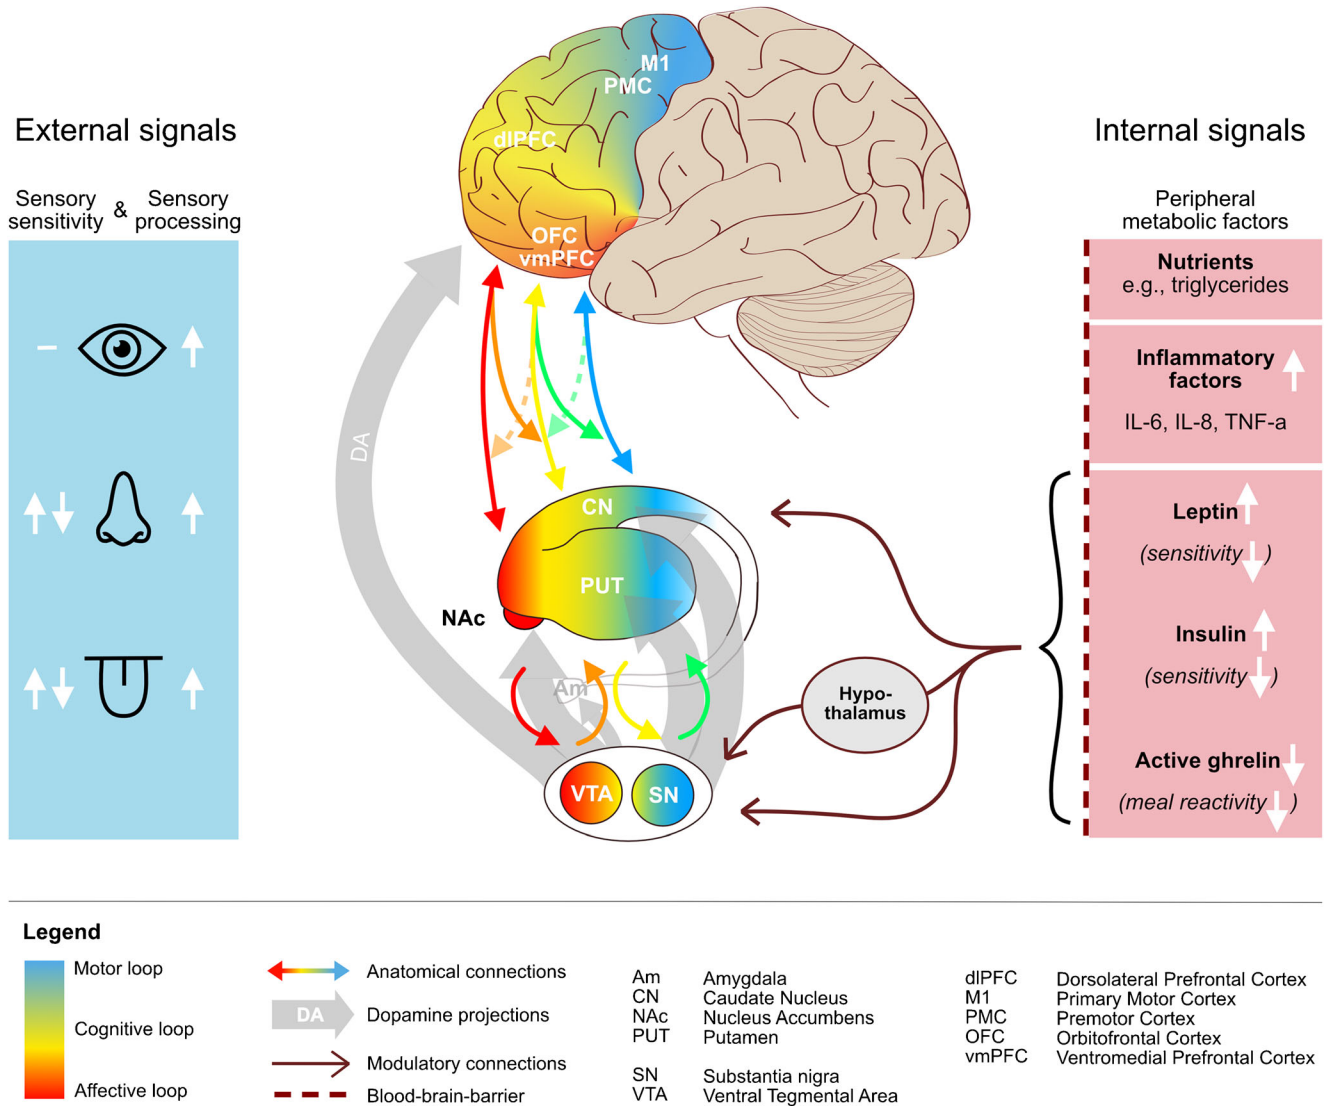 External signals
Sensory sensitivity & Sensory processing
M1
PMC
dlPFC
OFC
vmPFC
DA
CN
PUT
NAc
Am
VTA
SN
Hypo-
thalamus
Internal signals
Peripheral
metabolic factors
Nutrients
e.g., triglycerides
Inflammatory
factors
IL-6, IL-8, TNF-a
Leptin
(sensitivity )
Insulin
(sensitivity )
Active ghrelin
(meal reactivity )
Legend
Motor loop
Cognitive loop
Affective loop
Anatomical connections
DA Dopamine projections
Modulatory connections
Blood-brain-barrier
Am Amygdala
CN Caudate Nucleus
NAc Nucleus Accumbens
PUT Putamen
SN Substantia nigra
VTA Ventral Tegmental Area
dlPFC Dorsolateral Prefrontal Cortex
M1 Primary Motor Cortex
PMC Premotor Cortex
OFC Orbitofrontal Cortex
vmPFC Ventromedial Prefrontal Cortex